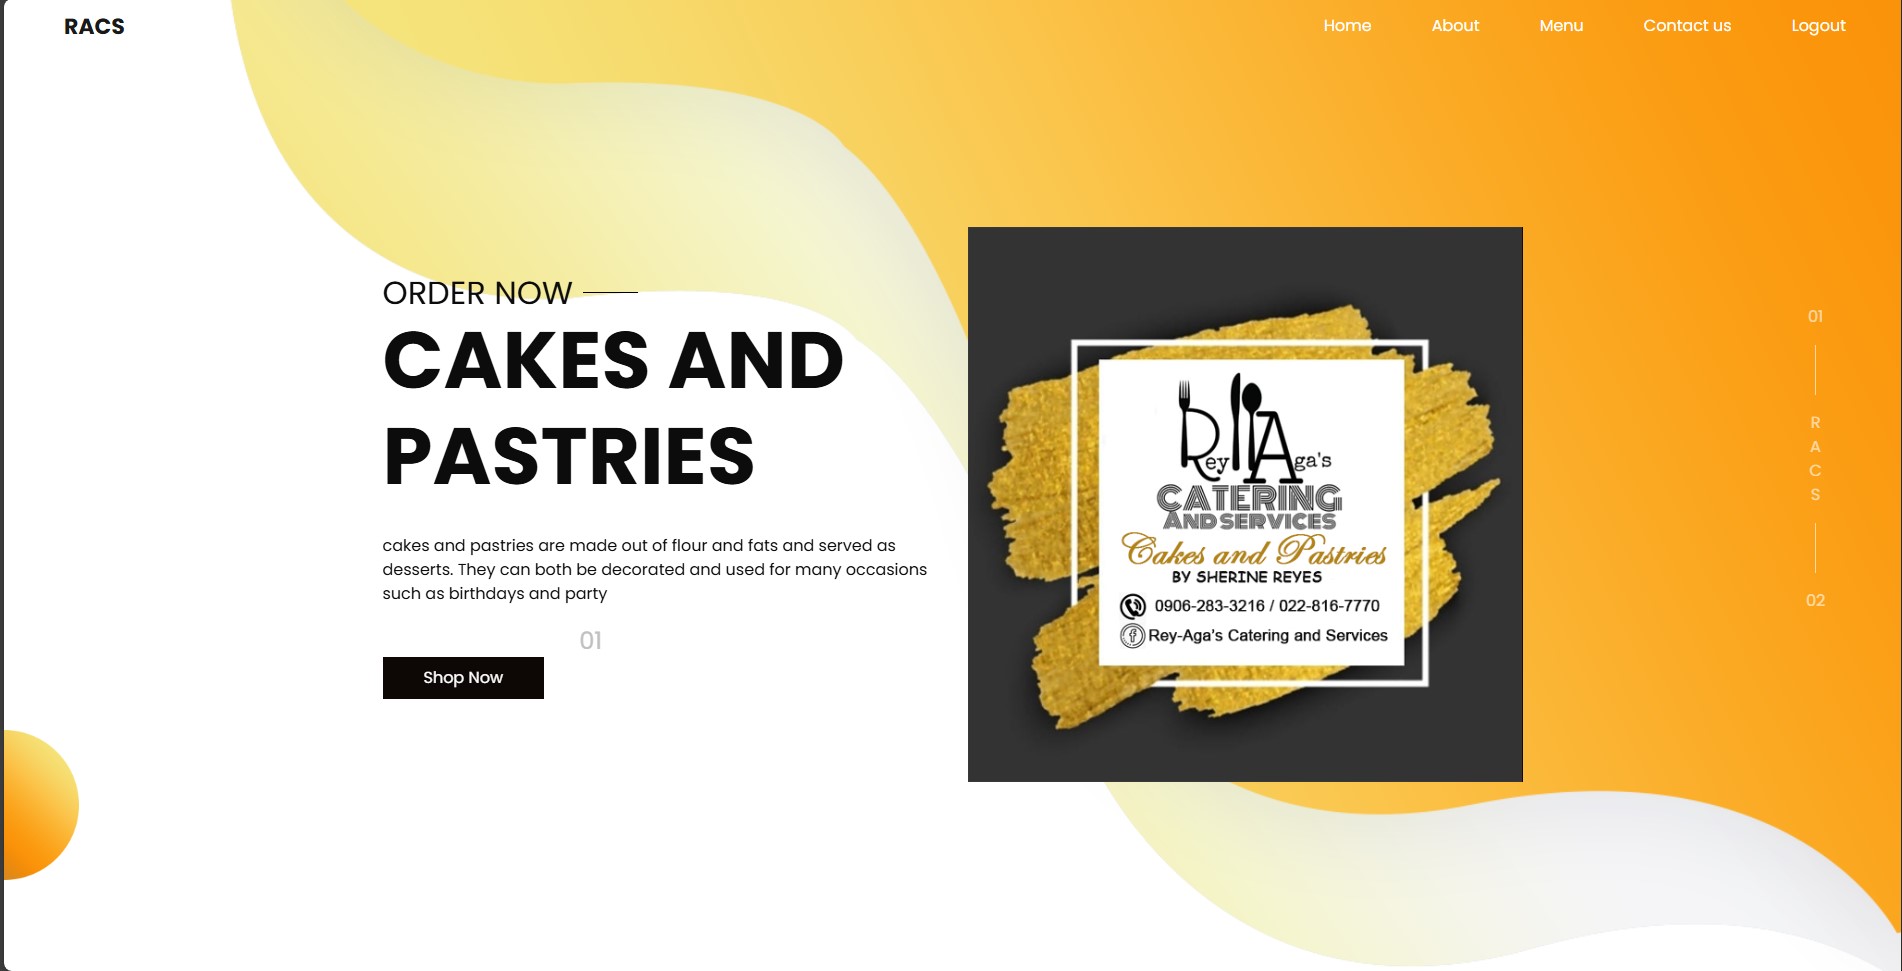 RACS
Home About Menu Contact us Logout
ORDER NOW
CAKES AND
PASTRIES
cakes and pastries are made out of flour and fats and served as
desserts. They can both be decorated and used for many occasions
such as birthdays and party
01
Shop Now
Rey Aga's
CATERING
AND SERVICES
Cakes and Pastries
BY SHERINE REYES
0906-283-3216 / 022-816-7770
f Rey-Aga's Catering and Services
01
R
A
C
S
02